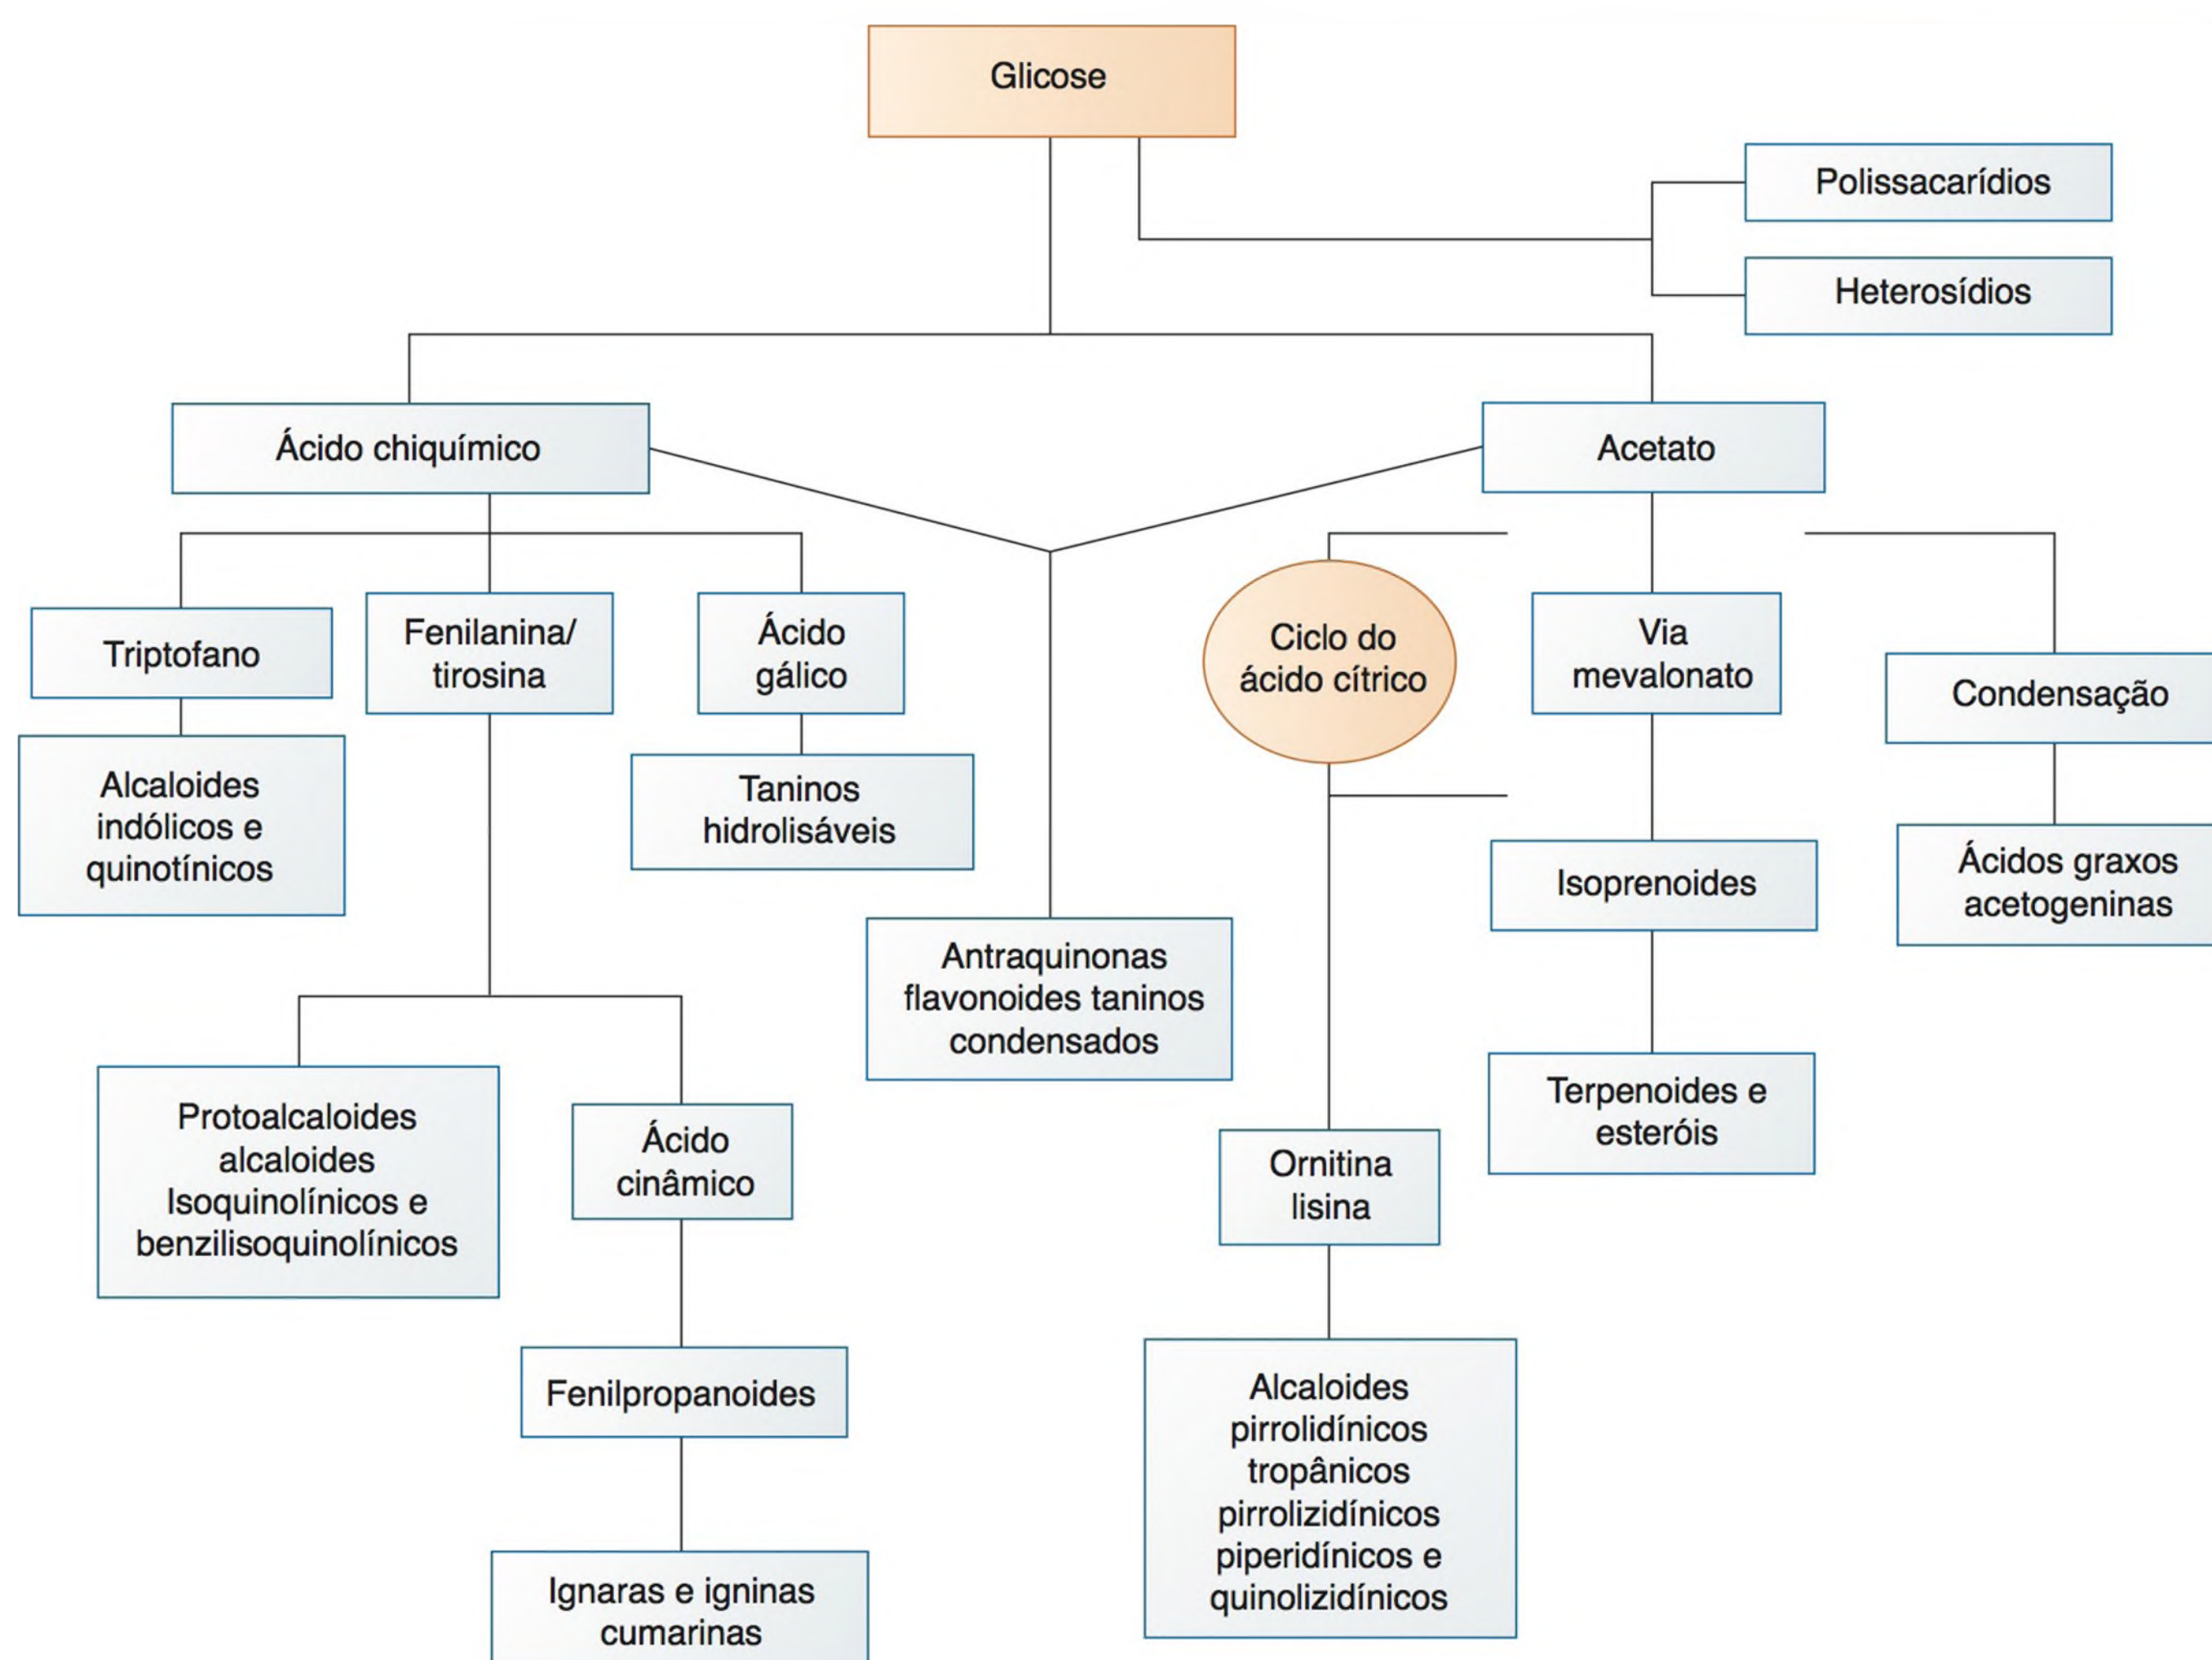 Glicose
Polissacarídios
Heterosídios
Ácido chiquímico
Acetato
Triptofano
Fenilanina/
tirosina
Ácido
gálico
Ciclo do
ácido cítrico
Via
mevalonato
Condensação
Alcaloides
indólicos e
quinotínicos
Taninos
hidrolisáveis
Isoprenoides
Ácidos graxos
acetogeninas
Antraquinonas
flavonoides taninos
condensados
Protoalcaloides
alcaloides
Isoquinolínicos e
benzilisoquinolínicos
Ácido
cinâmico
Ornitina
lisina
Terpenoides e
esteróis
Fenilpropanoides
Alcaloides
pirrolidínicos
tropânicos
pirrolizidínicos
piperidínicos e
quinolizidínicos
Ignaras e igninas
cumarinas